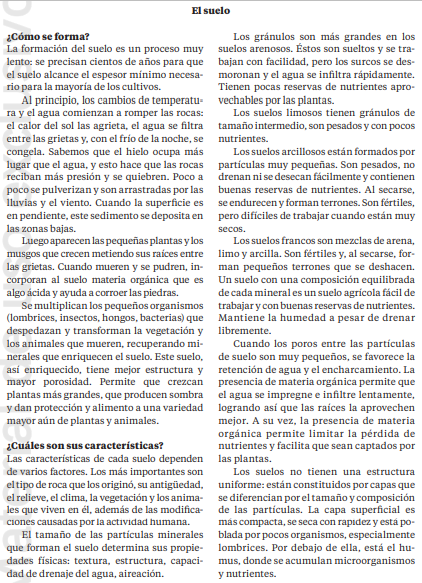 El suelo
¿Cómo se forma?
La formación del suelo es un proceso muy
lento: se precisan cientos de años para que
el suelo alcance el espesor mínimo necesa-
rio para la mayoría de los cultivos.
Al principio, los cambios de temperatu-
ra y el agua comienzan a romper las rocas:
el calor del sol las agrieta, el agua se filtra
entre las grietas y, con el frío de la noche, se
congela. Sabemos que el hielo ocupa más
lugar que el agua, y esto hace que las rocas
reciban más presión y se quiebren. Poco a
poco se pulverizan y son arrastradas por las
lluvias y el viento. Cuando la superficie es
en pendiente, este sedimento se deposita en
las zonas bajas.
Luego aparecen las pequeñas plantas y los
musgos que crecen metiendo sus raíces entre
las grietas. Cuando mueren y se pudren, in-
corporan al suelo materia orgánica que es
algo ácida y ayuda a corroer las piedras.
Se multiplican los pequeños organismos
(lombrices, insectos, hongos, bacterias) que
despedazan y transforman la vegetación y
los animales que mueren, recuperando mi-
nerales que enriquecen el suelo. Este suelo,
así enriquecido, tiene mejor estructura y
mayor porosidad. Permite que crezcan
plantas más grandes, que producen sombra
y dan protección y alimento a una variedad
mayor aún de plantas y animales.
¿Cuáles son sus características?
Las características de cada suelo dependen
de varios factores. Los más importantes son
el tipo de roca que los originó, su antigüedad,
el relieve, el clima, la vegetación y los anima-
les que viven en él, además de las modifica-
ciones causadas por la actividad humana.
El tamaño de las partículas minerales
que forman el suelo determina sus propie-
dades físicas: textura, estructura, capaci-
dad de drenaje del agua, aireación.
Los gránulos son más grandes en los
suelos arenosos. Éstos son sueltos y se tra-
bajan con facilidad, pero los surcos se des-
moronan y el agua se infiltra rápidamente.
Tienen pocas reservas de nutrientes apro-
vechables por las plantas.
Los suelos limosos tienen gránulos de
tamaño intermedio, son pesados y con pocos
nutrientes.
Los suelos arcillosos están formados por
partículas muy pequeñas. Son pesados, no
drenan ni se desecan fácilmente y contienen
buenas reservas de nutrientes. Al secarse,
se endurecen y forman terrones. Son fértiles,
pero difíciles de trabajar cuando están muy
secos.
Los suelos francos son mezclas de arena,
limo y arcilla. Son fértiles y, al secarse, for-
man pequeños terrones que se deshacen.
Un suelo con una composición equilibrada
de cada mineral es un suelo agrícola fácil de
trabajar y con buenas reservas de nutrientes.
Mantiene la humedad a pesar de drenar
libremente.
Cuando los poros entre las partículas
de suelo son muy pequeños, se favorece la
retención de agua y el encharcamiento. La
presencia de materia orgánica permite que
el agua se impregne e infiltre lentamente,
logrando así que las raíces la aprovechen
mejor. A su vez, la presencia de materia
orgánica permite limitar la pérdida de
nutrientes y facilita que sean captados por
las plantas.
Los suelos no tienen una estructura
uniforme: están constituidos por capas que
se diferencian por el tamaño y composición
de las partículas. La capa superficial es
más compacta, se seca con rapidez y está po-
blada por pocos organismos, especialmente
lombrices. Por debajo de ella, está el hu-
mus, donde se acumulan microorganismos
y nutrientes.